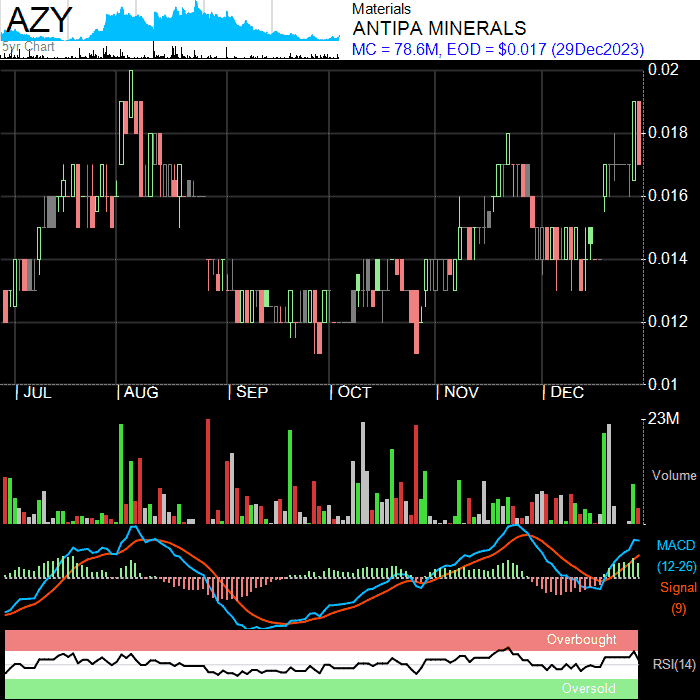 AZY
5yr Chart
Materials
ANTIPA MINERALS
MC = 78.6M, EOD = $0.017 (29Dec2023)
0.02
0.018
0.016
0.014
0.012
0.01
JUL
AUG
SEP
OCT
NOV
DEC
23M
Volume
MACD
(12-26)
Signal
(9)
Overbought
RSI(14)
Oversold